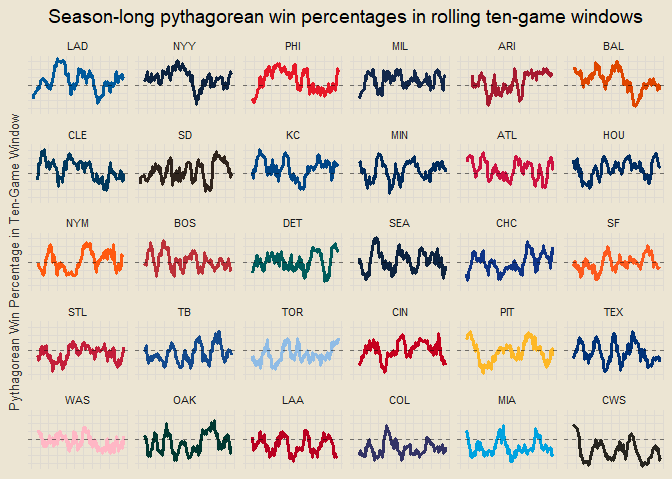 Season-long pythagorean win percentages in rolling ten-game windows
Pythagorean Win Percentage in Ten-Game Window
LAD NYY PHI MIL ARI BAL
CLE SD KC MIN ATL HOU
NYM BOS DET SEA CHC SF
STL TB TOR CIN PIT TEX
WAS OAK LAA COL MIA CWS